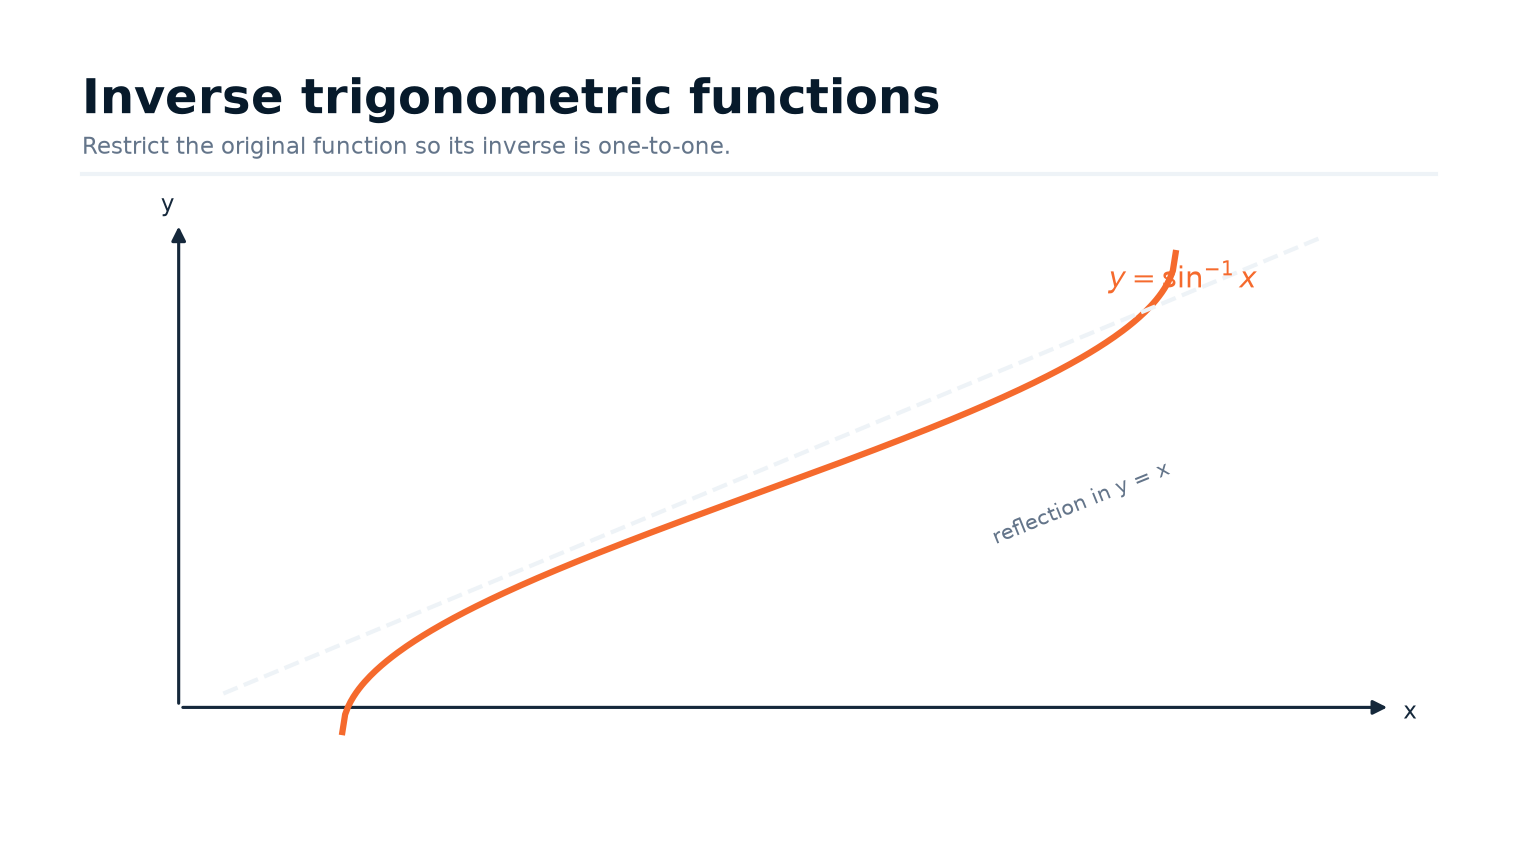 Inverse trigonometric functions
Restrict the original function so its inverse is one-to-one.
y
y = sin⁻¹ x
reflection in y = x
x